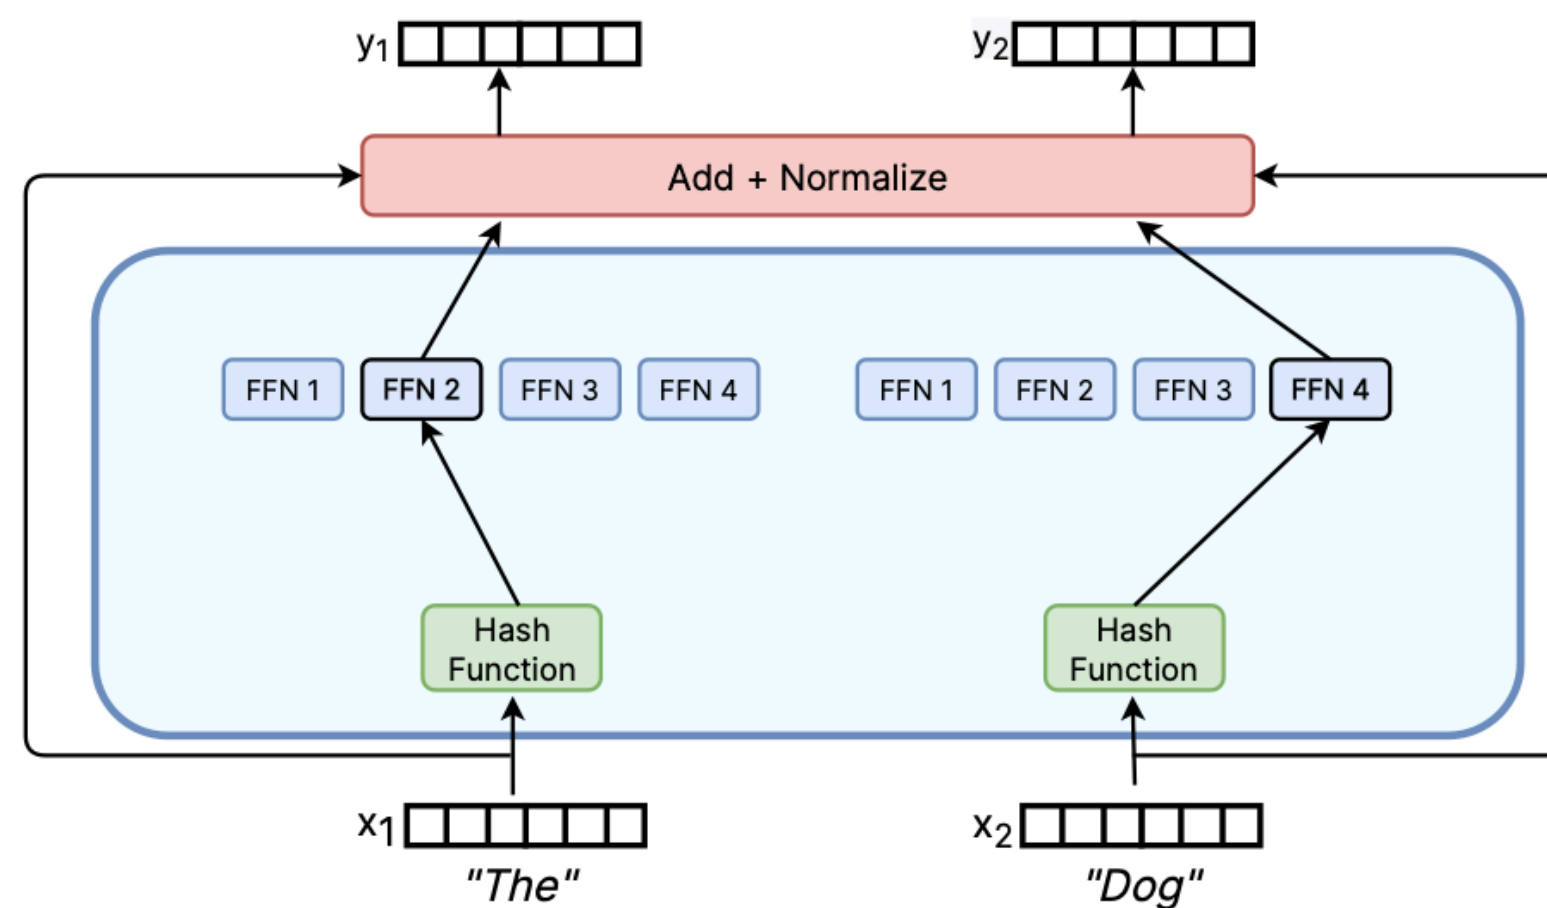 y1
y2
Add + Normalize
FFN 1 FFN 2 FFN 3 FFN 4
FFN 1 FFN 2 FFN 3 FFN 4
Hash
Function
Hash
Function
x1
x2
"The"
"Dog"